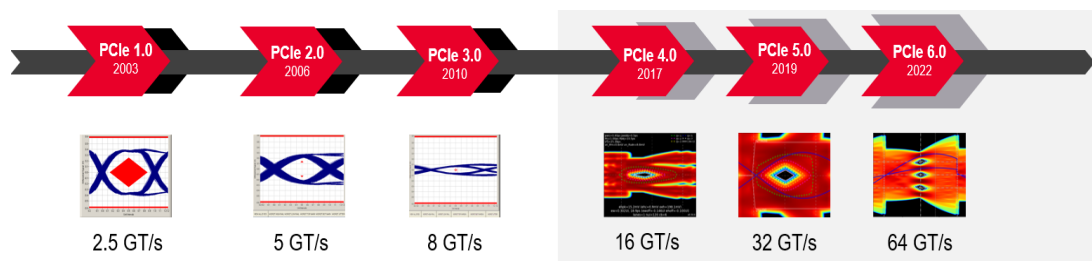 PCIe 1.0
2003
PCIe 2.0
2006
PCIe 3.0
2010
PCIe 4.0
2017
PCIe 5.0
2019
PCIe 6.0
2022
2.5 GT/s
5 GT/s
8 GT/s
16 GT/s
32 GT/s
64 GT/s